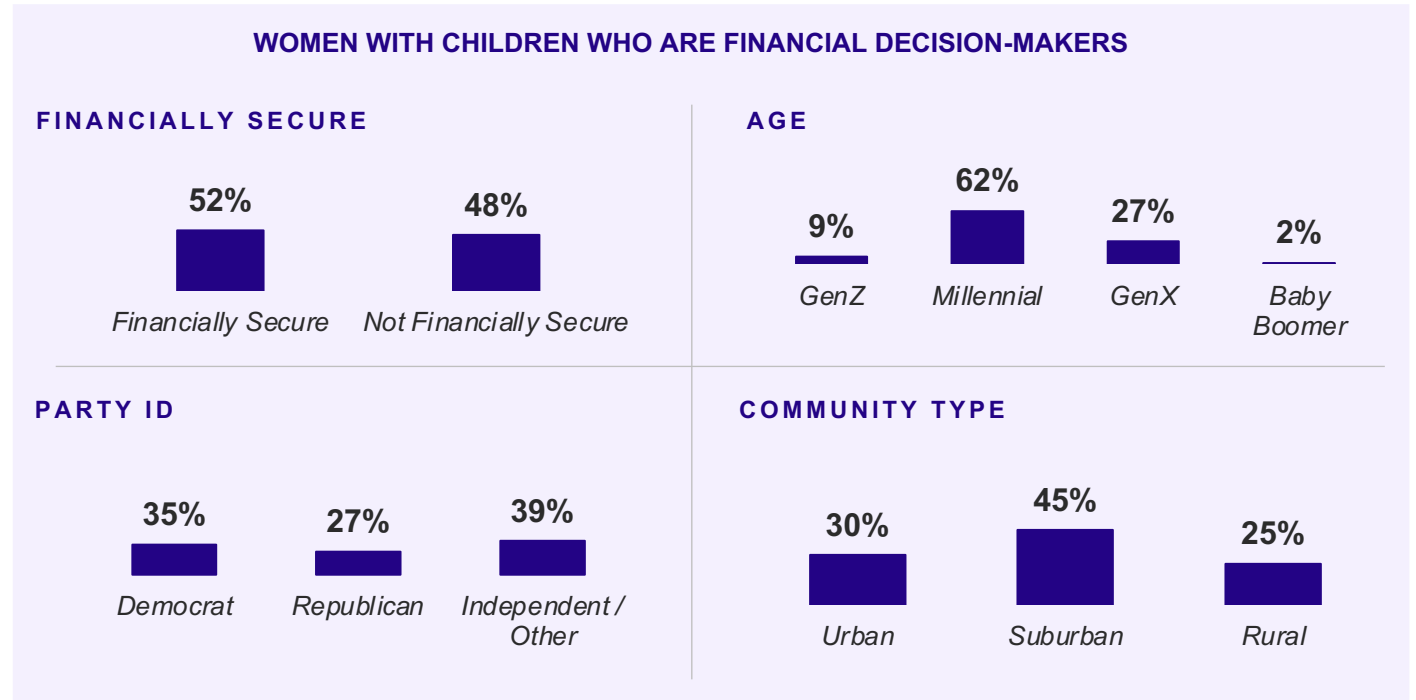 WOMEN WITH CHILDREN WHO ARE FINANCIAL DECISION-MAKERS
FINANCIALLY SECURE
52%
48%
Financially Secure
Not Financially Secure
AGE
9%
62%
27%
2%
GenZ
Millennial
GenX
Baby
Boomer
PARTY ID
35%
27%
39%
Democrat
Republican
Independent /
Other
COMMUNITY TYPE
30%
45%
25%
Urban
Suburban
Rural